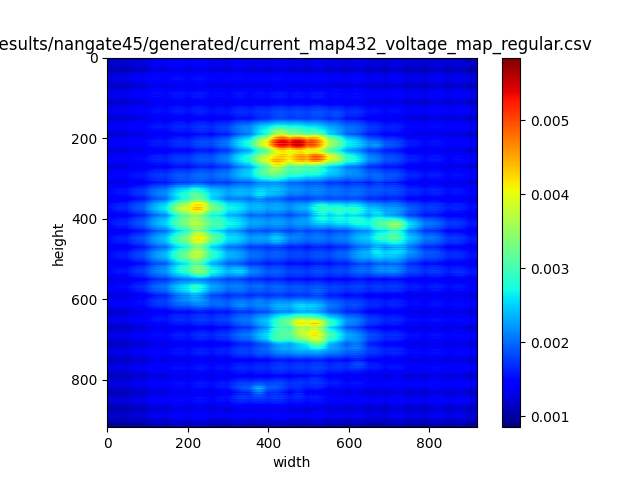 esults/nangate45/generated/current_map432_voltage_map_regular.csv
0
200
400
600
800
height
0 200 400 600 800
width
0.005
0.004
0.003
0.002
0.001